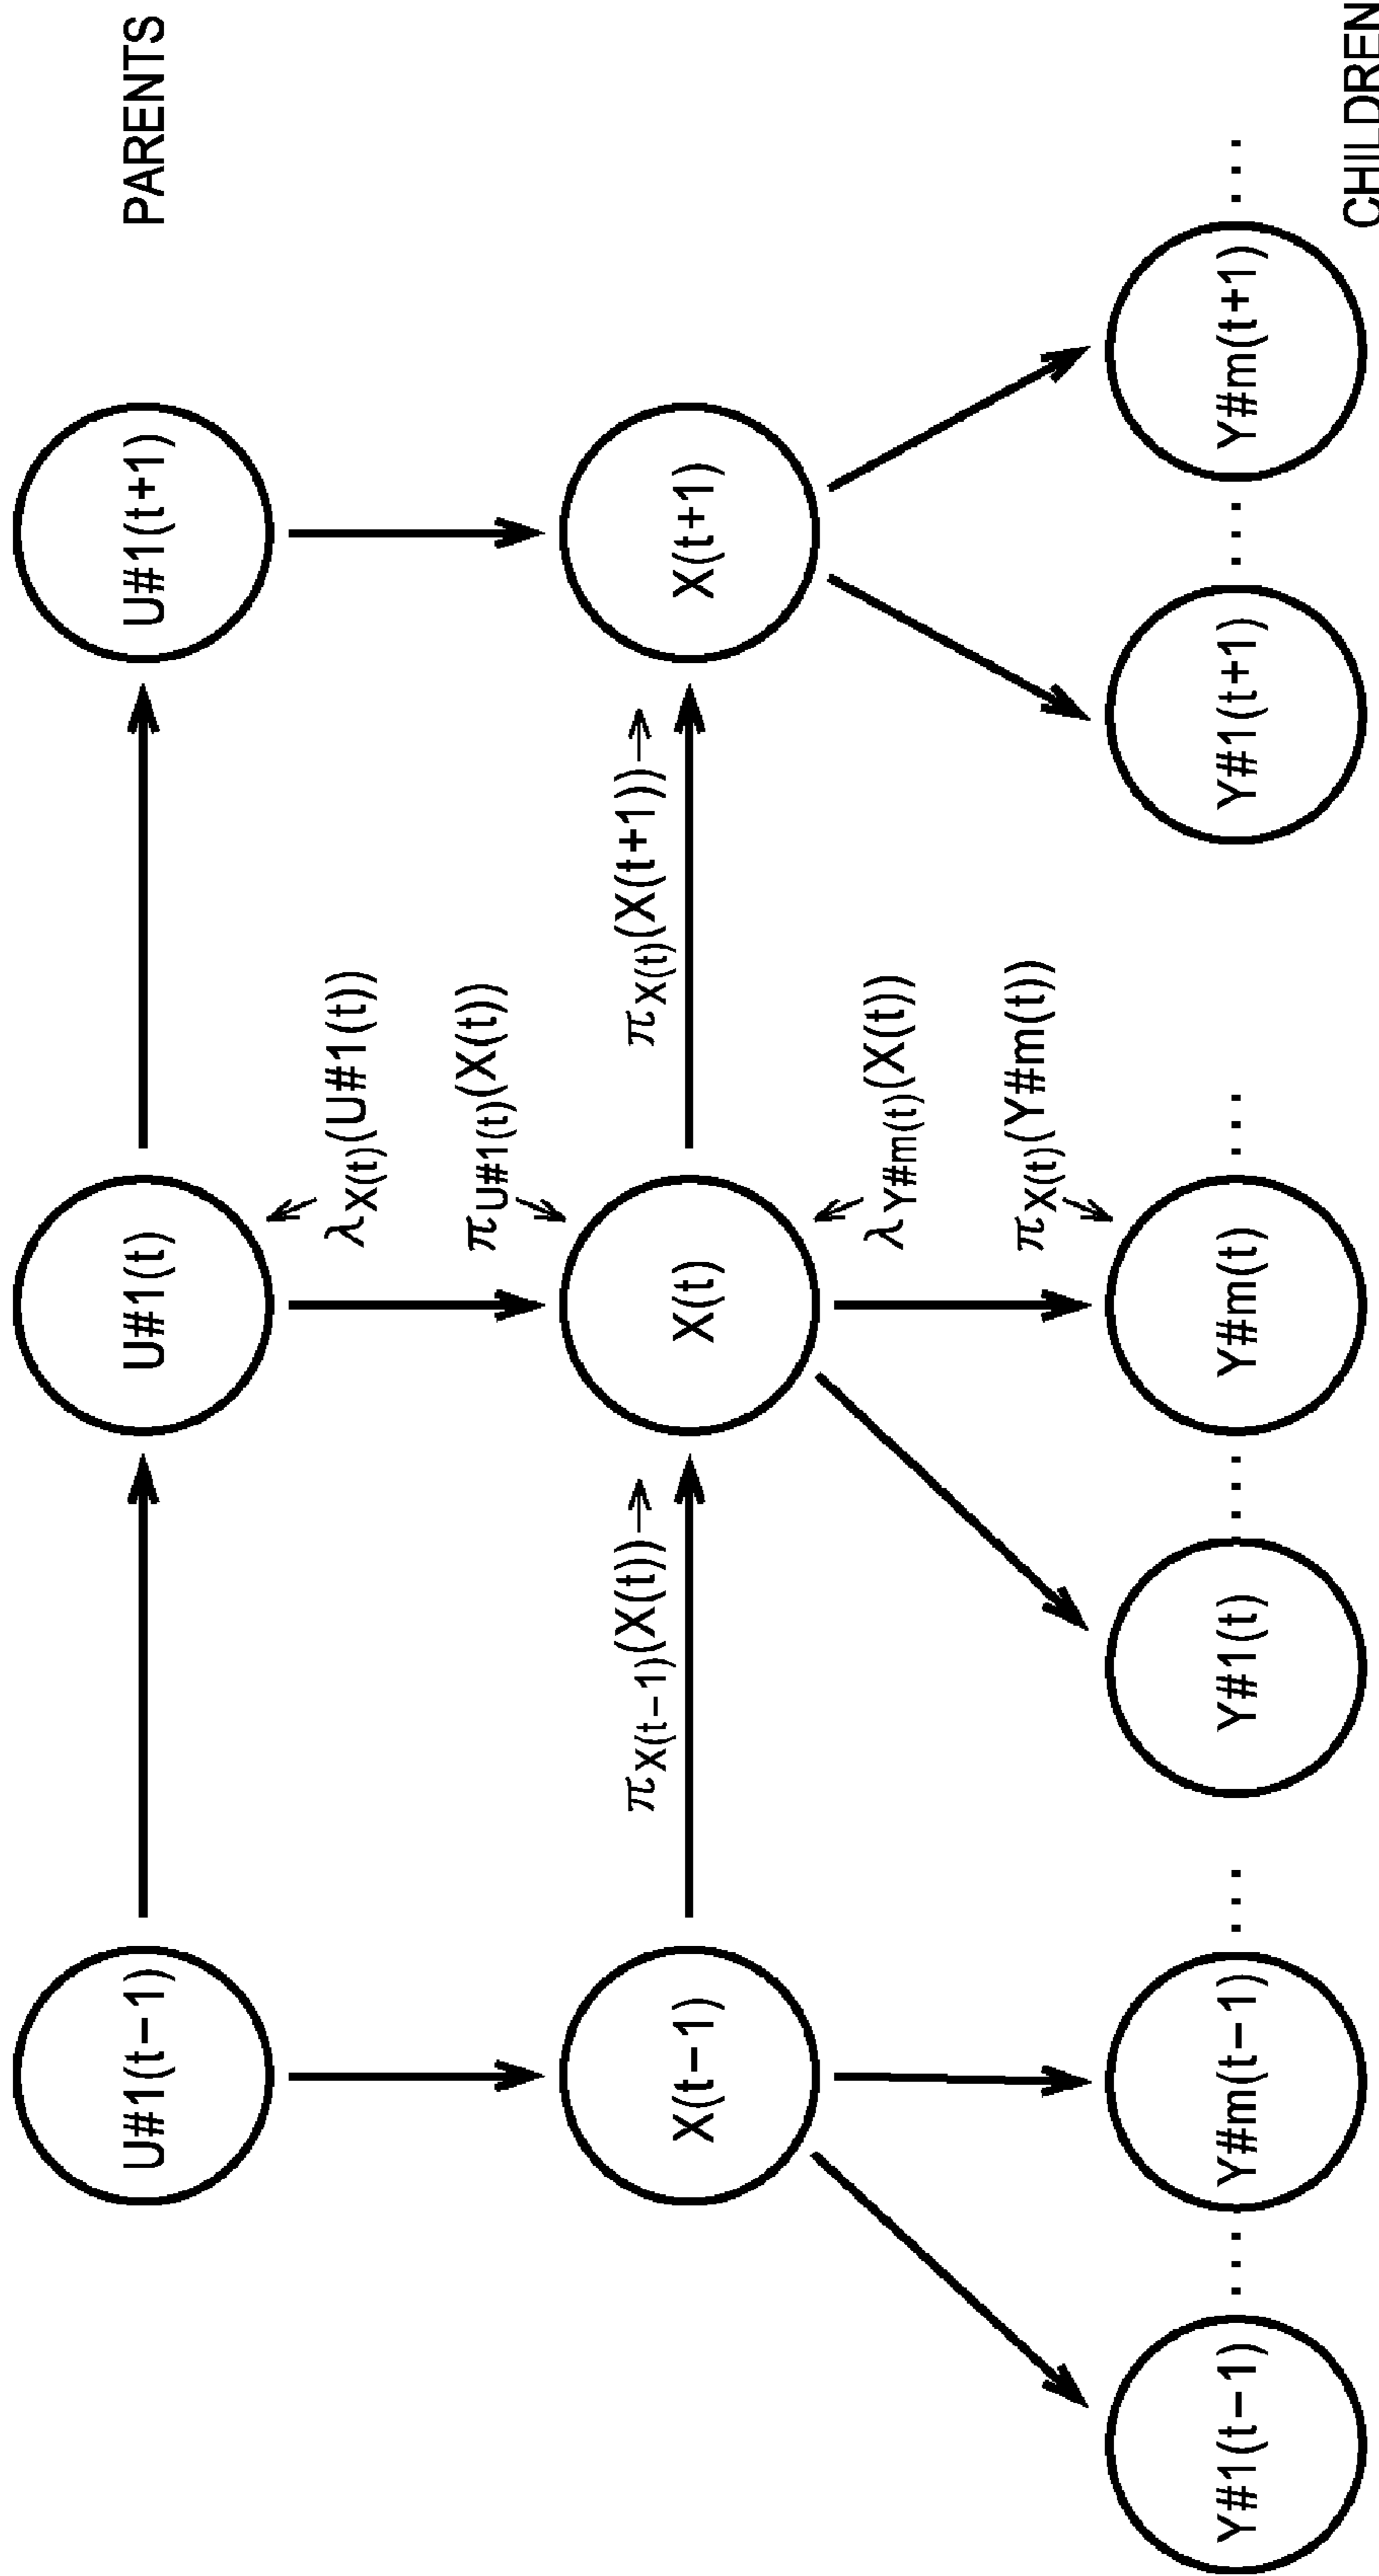 U#1(t−1)
U#1(t)
U#1(t+1)
PARENTS
λX(t)(U#1(t))
πU#1(t)(X(t))
πX(t−1)(X(t))→
πX(t)(X(t+1))→
X(t−1)
X(t)
X(t+1)
λY#m(t)(X(t))
πX(t)(Y#m(t))
Y#1(t−1) ... Y#m(t−1) ... Y#1(t) ... Y#m(t) ... Y#1(t+1) ... Y#m(t+1) ...
CHILDREN